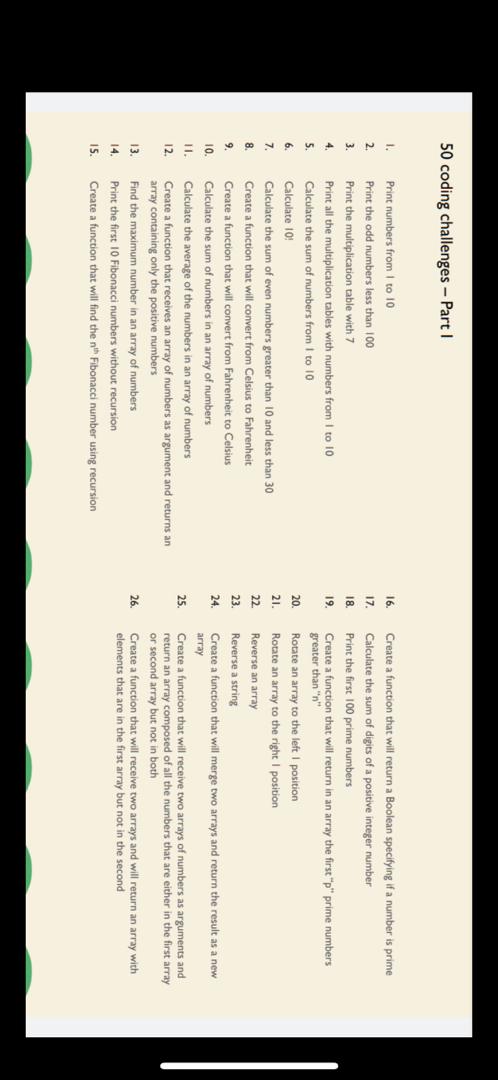 50 coding challenges – Part I
1. Print numbers from 1 to 10
2. Print the odd numbers less than 100
3. Print the multiplication table with 7
4. Print all the multiplication tables with numbers from 1 to 10
5. Calculate the sum of numbers from 1 to 10
6. Calculate 10!
7. Calculate the sum of even numbers greater than 10 and less than 30
8. Create a function that will convert from Celsius to Fahrenheit
9. Create a function that will convert from Fahrenheit to Celsius
10. Calculate the sum of numbers in an array of numbers
11. Calculate the average of the numbers in an array of numbers
12. Create a function that receives an array of numbers as argument and returns an
array containing only the positive numbers
13. Find the maximum number in an array of numbers
14. Print the first 10 Fibonacci numbers without recursion
15. Create a function that will find the nth Fibonacci number using recursion
16. Create a function that will return a Boolean specifying if a number is prime
17. Calculate the sum of digits of a positive integer number
18. Print the first 100 prime numbers
19. Create a function that will return in an array the first "p" prime numbers
greater than "n"
20. Rotate an array to the left 1 position
21. Rotate an array to the right 1 position
22. Reverse an array
23. Reverse a string
24. Create a function that will merge two arrays and return the result as a new
array
25. Create a function that will receive two arrays of numbers as arguments and
return an array composed of all the numbers that are either in the first array
or second array but not in both
26. Create a function that will receive two arrays and will return an array with
elements that are in the first array but not in the second